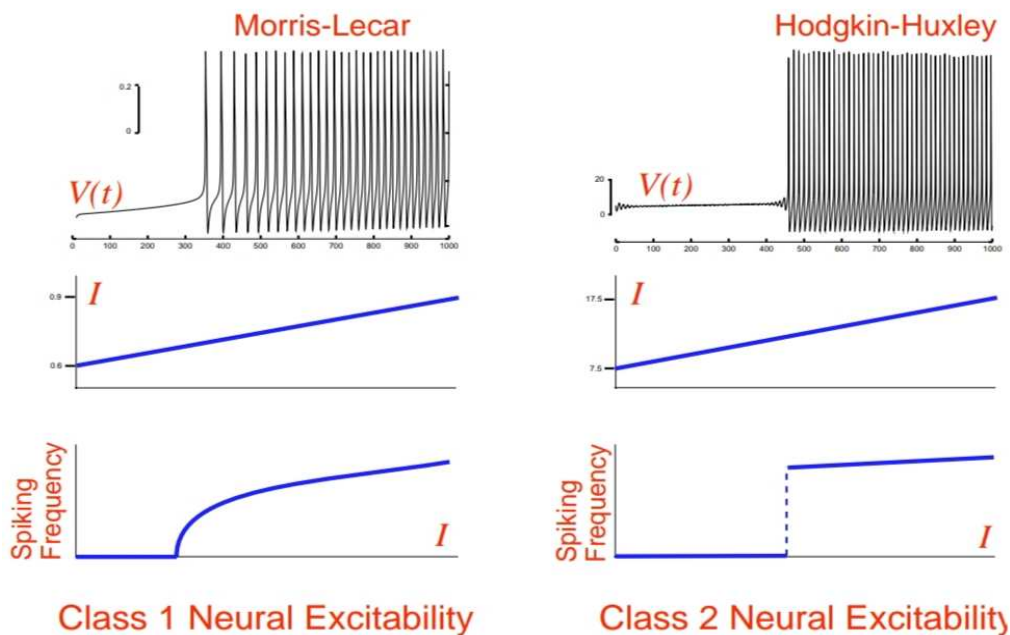 Morris-Lecar
0.2
0
V(t)
0 100 200 300 400 500 600 700 800 900 1000
0.9
I
0.6
Spiking
Frequency
I
Class 1 Neural Excitability
Hodgkin-Huxley
20
0
V(t)
0 100 200 300 400 500 600 700 800 900 1000
17.5
I
7.5
Spiking
Frequency
I
Class 2 Neural Excitability